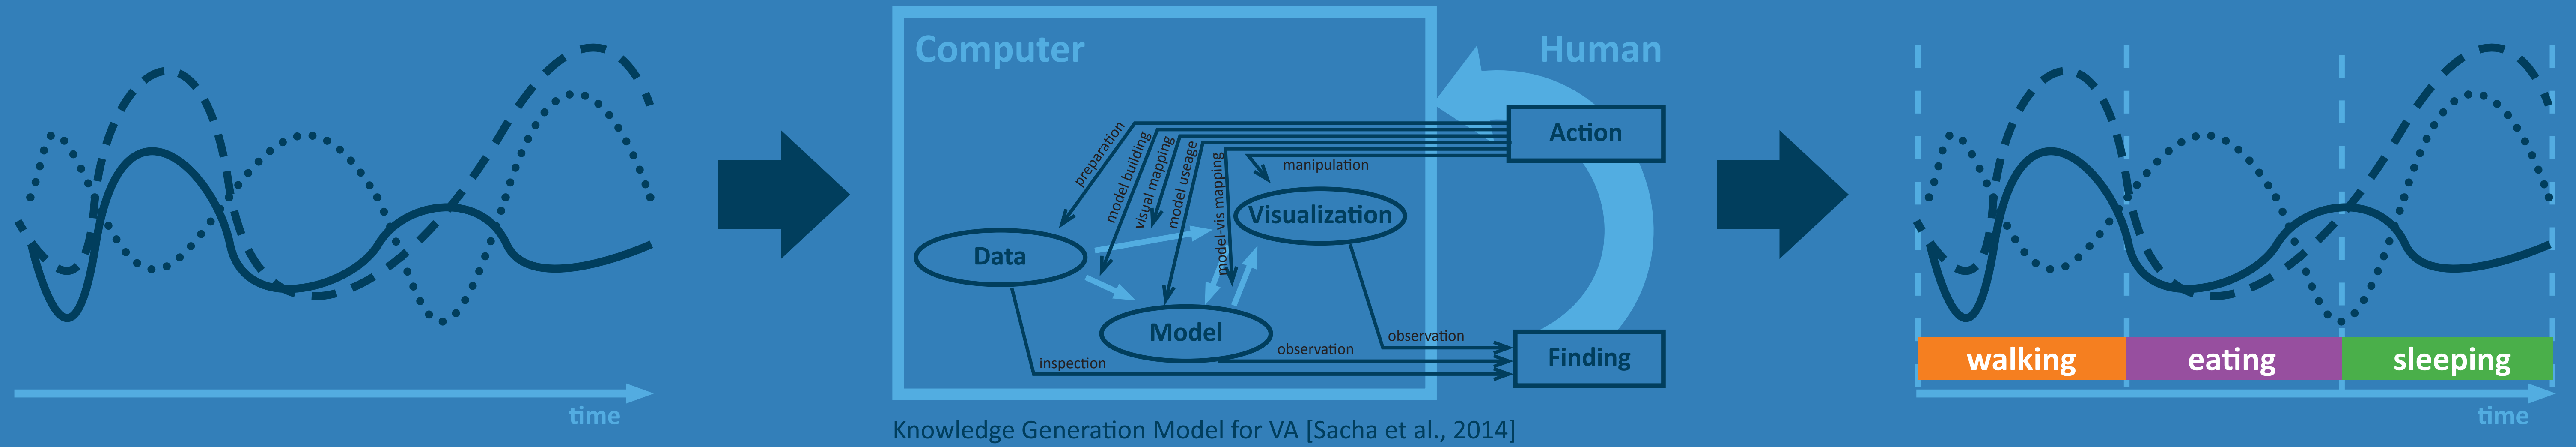 time
Computer
Human
Action
preparation
model building
visual mapping
model useage
model-vis mapping
manipulation
Visualization
Data
Model
observation
observation
inspection
Finding
Knowledge Generation Model for VA [Sacha et al., 2014]
walking
eating
sleeping
time